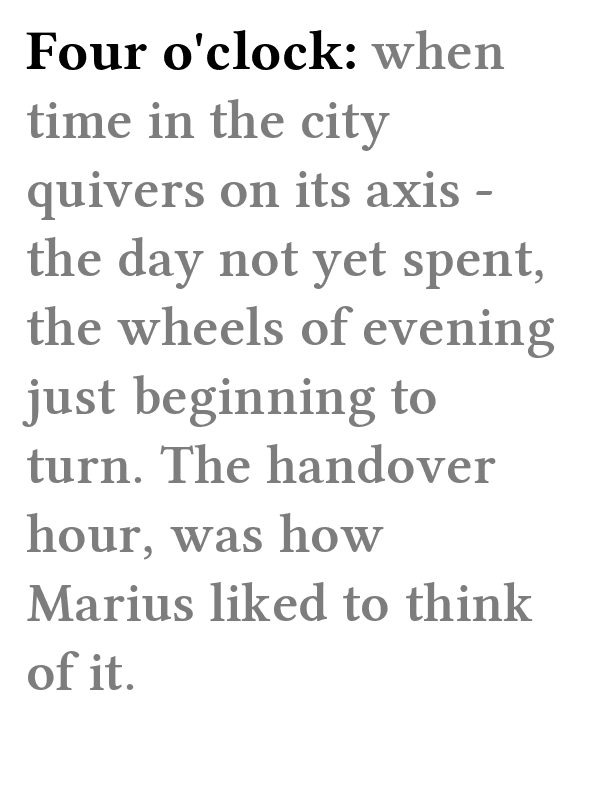 Four o'clock: when
time in the city
quivers on its axis -
the day not yet spent,
the wheels of evening
just beginning to
turn. The handover
hour, was how
Marius liked to think
of it.